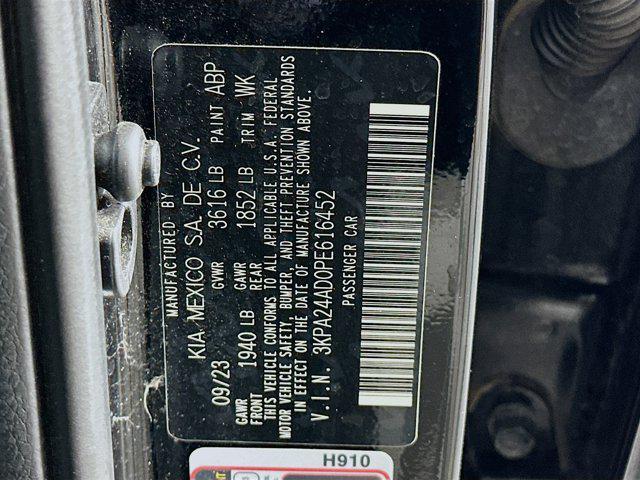 MANUFACTURED BY
KIA MEXICO S.A. DE C.V.
09/23 GVWR 3616 LB PAINT ABP
GAWR FRONT 1940 LB GAWR REAR 1852 LB TRIM WK
THIS VEHICLE CONFORMS TO ALL APPLICABLE U.S.A. FEDERAL
MOTOR VEHICLE SAFETY, BUMPER, AND THEFT PREVENTION STANDARDS
IN EFFECT ON THE DATE OF MANUFACTURE SHOWN ABOVE.
V.I.N. 3KPA24AD0PE616452
PASSENGER CAR
H910